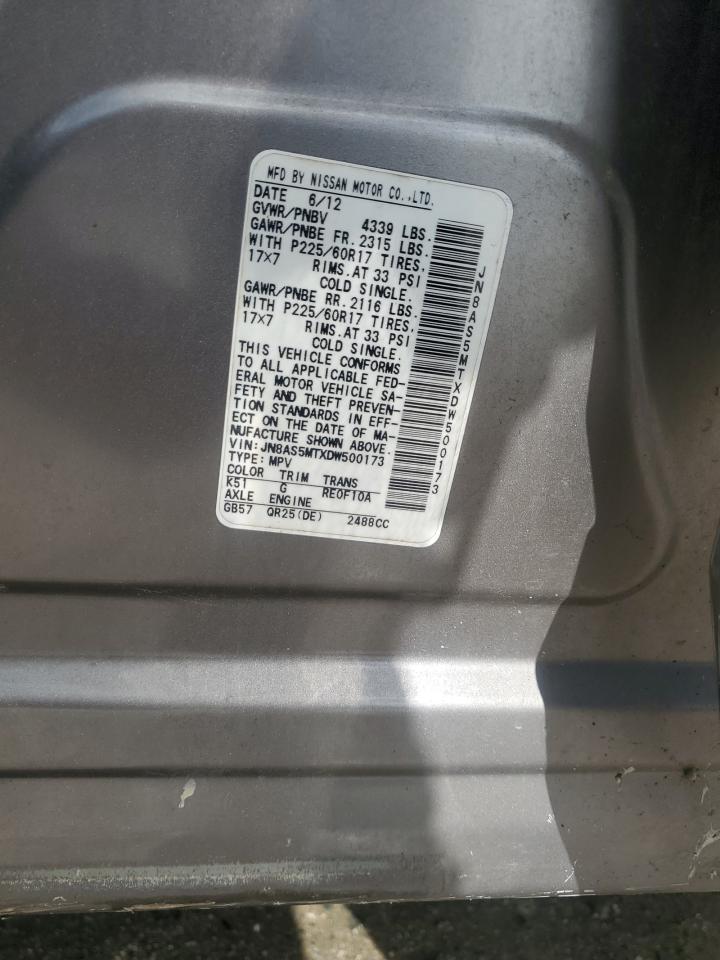 MFD BY NISSAN MOTOR CO.,LTD.
DATE 6/12
GVWR/PNBV 4339 LBS.
GAWR/PNBE FR. 2315 LBS.
WITH P225/60R17 TIRES,
17X7 RIMS.AT 33 PSI
COLD SINGLE.
GAWR/PNBE RR. 2116 LBS.
WITH P225/60R17 TIRES,
17X7 RIMS.AT 33 PSI
COLD SINGLE.
THIS VEHICLE CONFORMS
TO ALL APPLICABLE FED-
ERAL MOTOR VEHICLE SA-
FETY AND THEFT PREVEN-
TION STANDARDS IN EFF-
ECT ON THE DATE OF MA-
NUFACTURE SHOWN ABOVE.
VIN: JN8AS5MTXDW500173
TYPE: MPV
COLOR TRIM TRANS
K51 G RE0F10A
AXLE ENGINE
GB57 QR25(DE) 2488CC
JN8AS5MTXDW500173